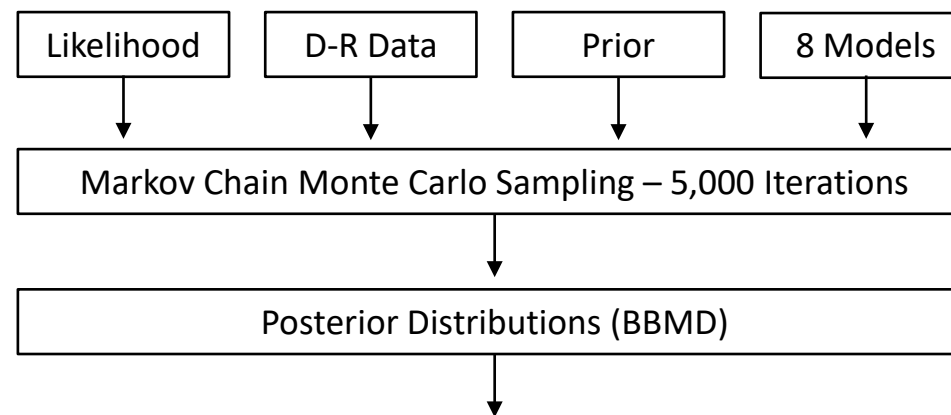 Likelihood
D-R Data
Prior
8 Models
Markov Chain Monte Carlo Sampling – 5,000 Iterations
Posterior Distributions (BBMD)